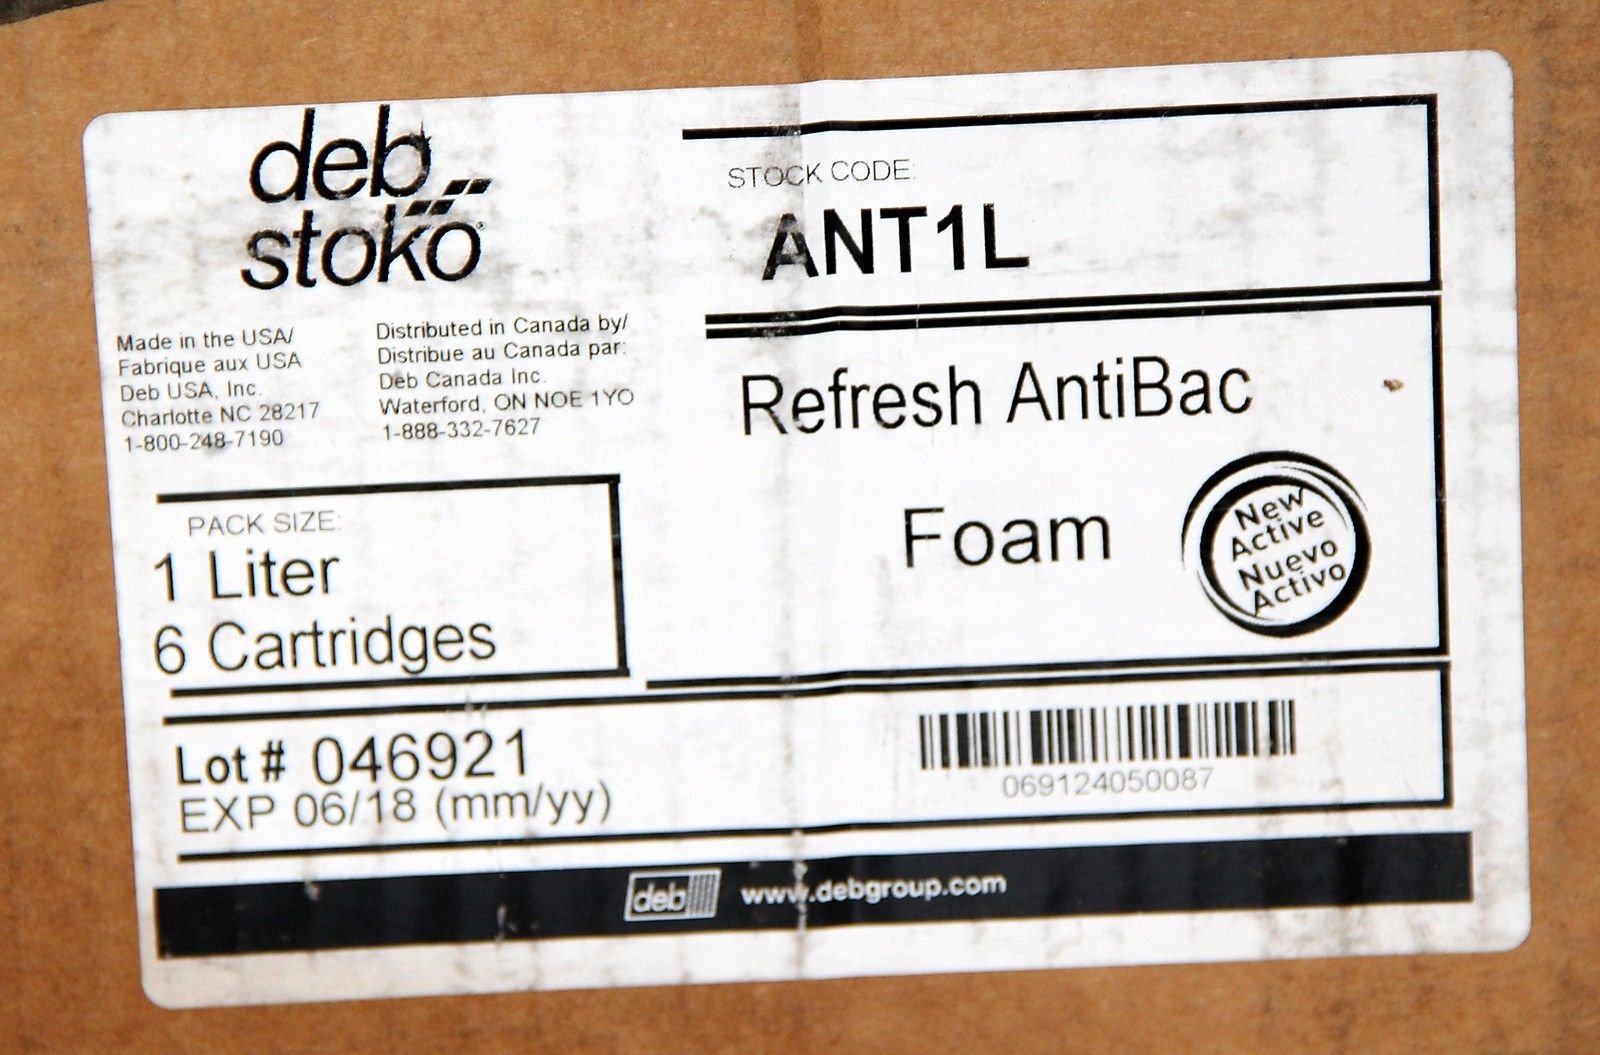 deb
stoko
Made in the USA/
Fabrique aux USA
Deb USA, Inc.
Charlotte NC 28217
1-800-248-7190
Distributed in Canada by/
Distribue au Canada par:
Deb Canada Inc.
Waterford, ON NOE 1YO
1-888-332-7627
STOCK CODE:
ANT1L
Refresh AntiBac
Foam
New
Active
Nuevo
Activo
PACK SIZE:
1 Liter
6 Cartridges
Lot # 046921
EXP 06/18 (mm/yy)
069124050087
deb www.debgroup.com